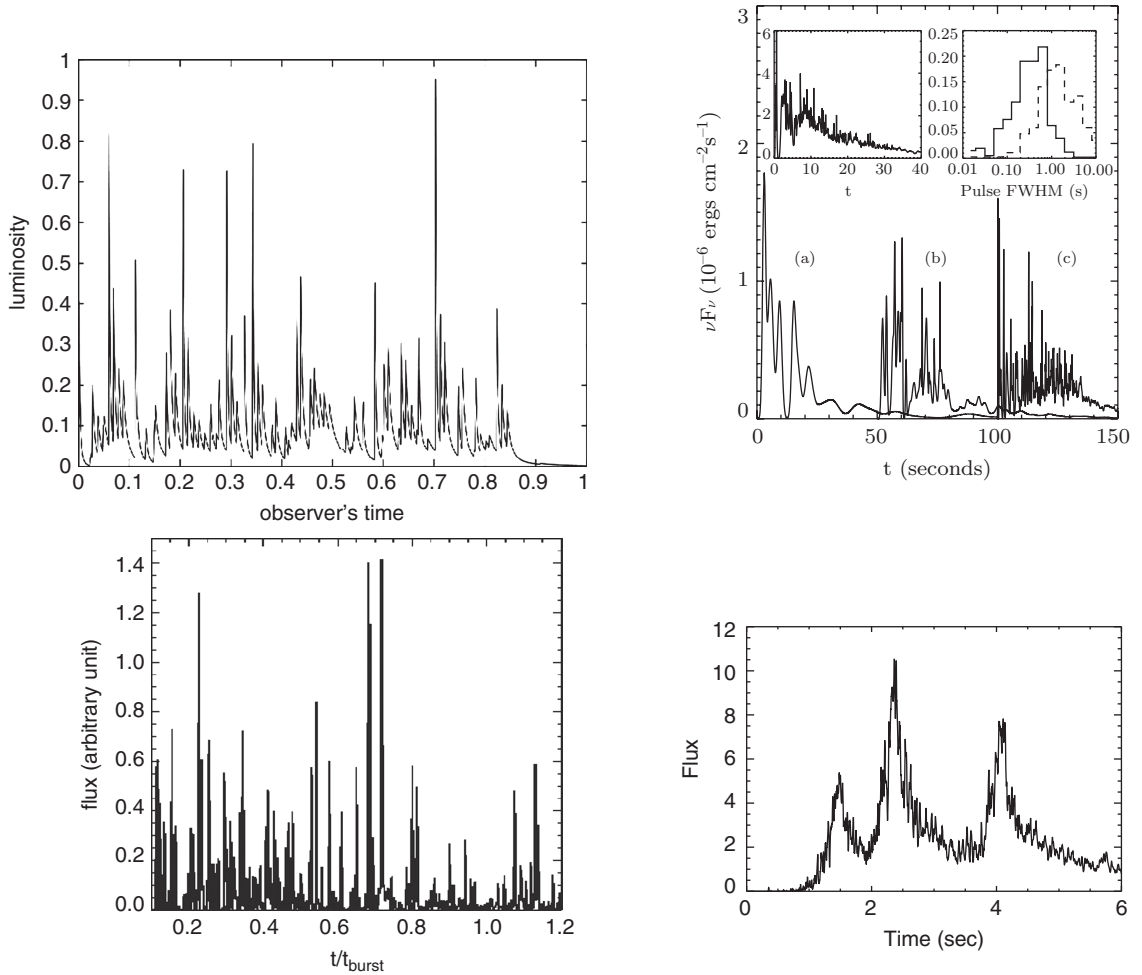 1
0.9
0.8
0.7
0.6
0.5
0.4
0.3
0.2
0.1
0
luminosity
0 0.1 0.2 0.3 0.4 0.5 0.6 0.7 0.8 0.9 1
observer's time
3
2
1
0
νFν (10⁻⁶ ergs cm⁻²s⁻¹)
6
4
2
0
0 10 20 30 40
t
0.25
0.20
0.15
0.10
0.05
0.00
0.01 0.10 1.00 10.00
Pulse FWHM (s)
(a) (b) (c)
0 50 100 150
t (seconds)
1.4
1.2
1.0
0.8
0.6
0.4
0.2
0.0
flux (arbitrary unit)
0.2 0.4 0.6 0.8 1.0 1.2
t/t_burst
12
10
8
6
4
2
0
Flux
0 2 4 6
Time (sec)